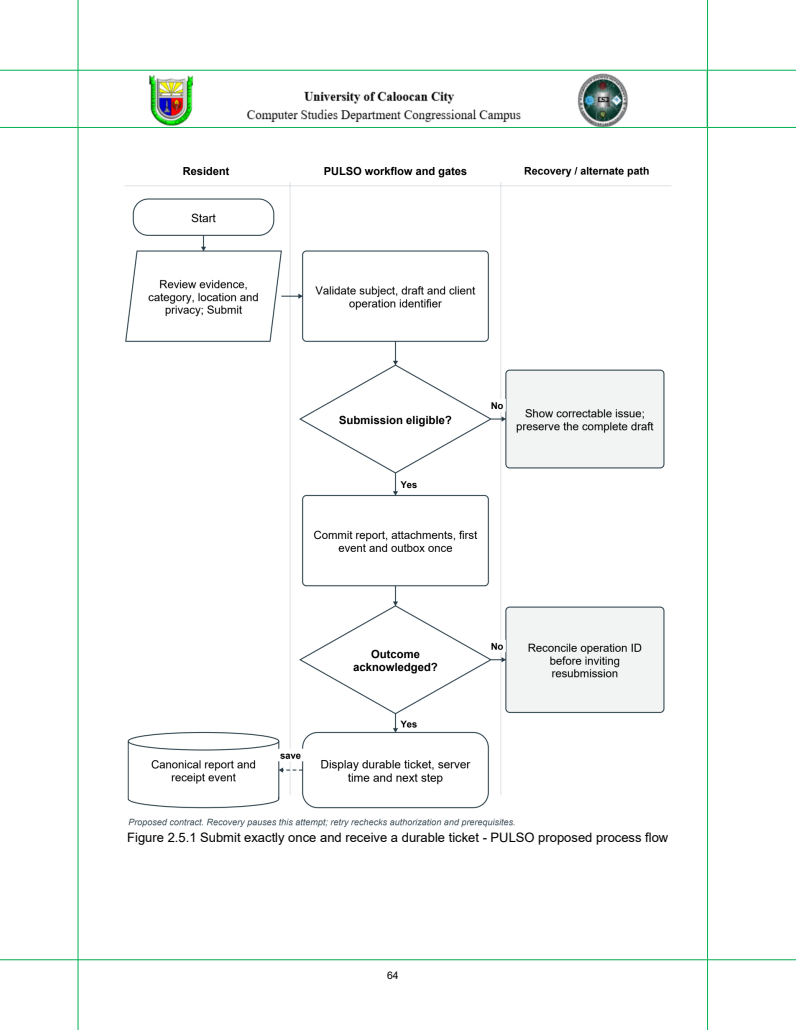 University of Caloocan City
Computer Studies Department Congressional Campus
Resident
PULSO workflow and gates
Recovery / alternate path
Start
Review evidence,
category, location and
privacy; Submit
Validate subject, draft and client
operation identifier
Submission eligible?
No
Show correctable issue;
preserve the complete draft
Yes
Commit report, attachments, first
event and outbox once
Outcome
acknowledged?
No
Reconcile operation ID
before inviting
resubmission
Yes
Canonical report and
receipt event
save
Display durable ticket, server
time and next step
Proposed contract. Recovery pauses this attempt; retry rechecks authorization and prerequisites.
Figure 2.5.1 Submit exactly once and receive a durable ticket - PULSO proposed process flow
64